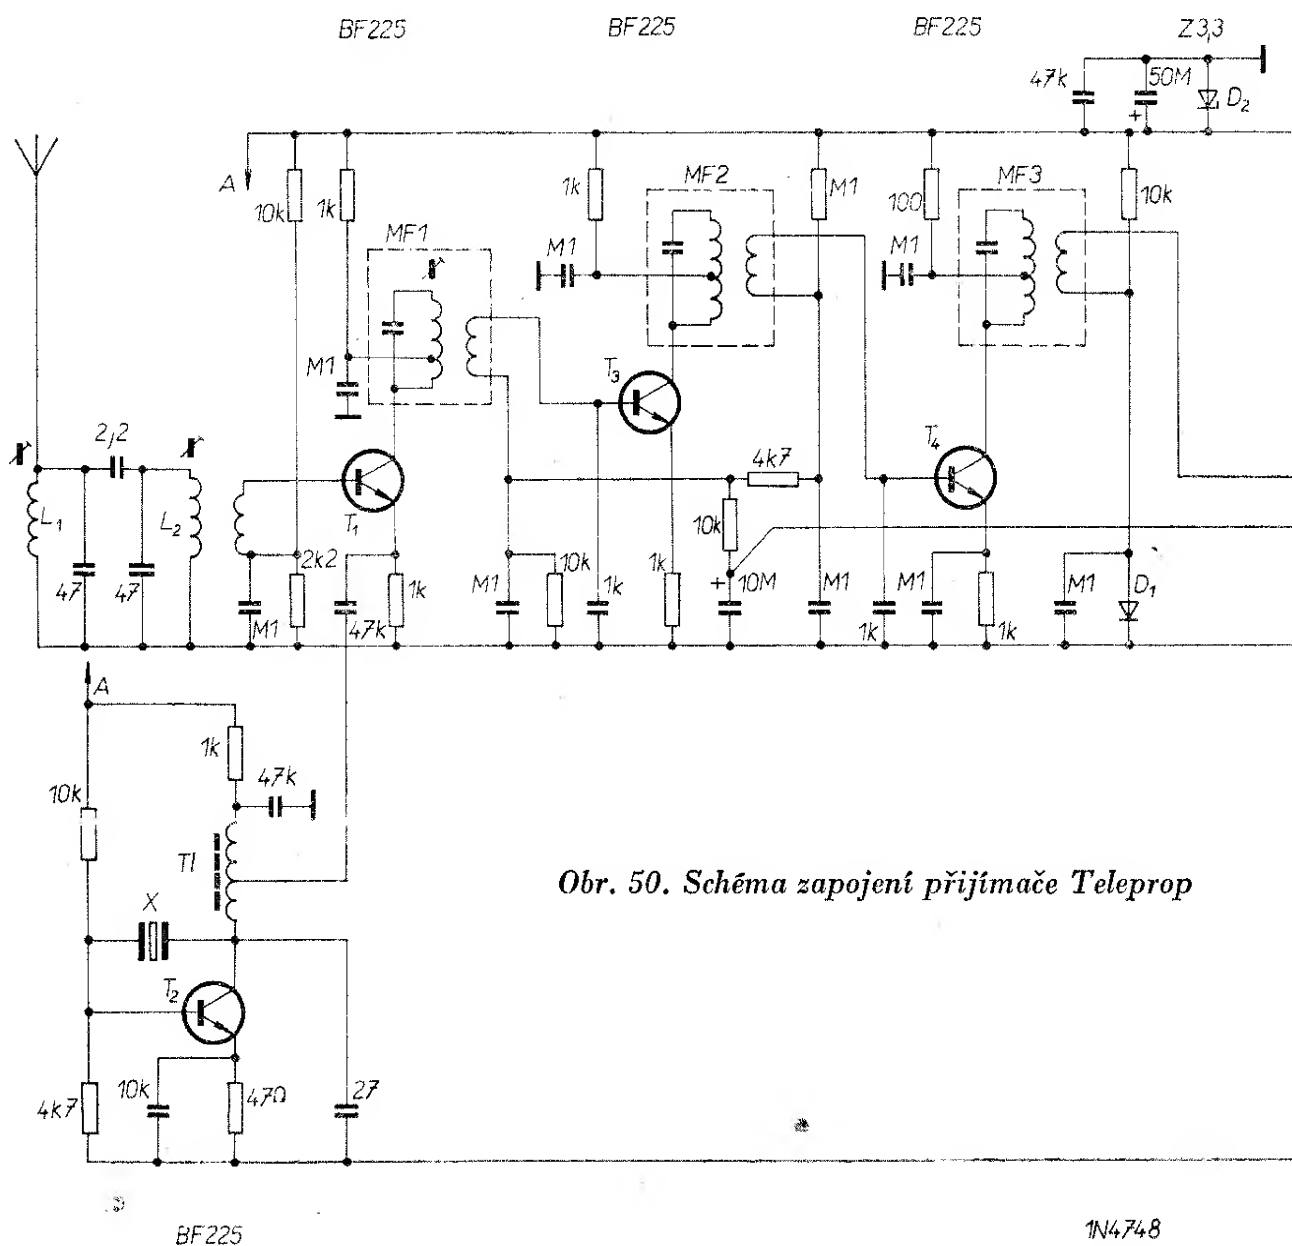 BF225 BF225 BF225 Z3,3
47k 50M D2
A 10k 1k 1k MF2 M1 100 MF3 10k
MF1 M1 M1
M1 T3
2,2 T4
L1 L2 T1 4k7
10k
47 47 M1 2k2 47k 1k M1 10k 1k 1k 10M M1 1k M1 1k M1 D1
A
1k
10k 47k
Tl
X
T2
4k7 10k 470 27
Obr. 50. Schéma zapojení přijímače Teleprop
BF225 1N4748